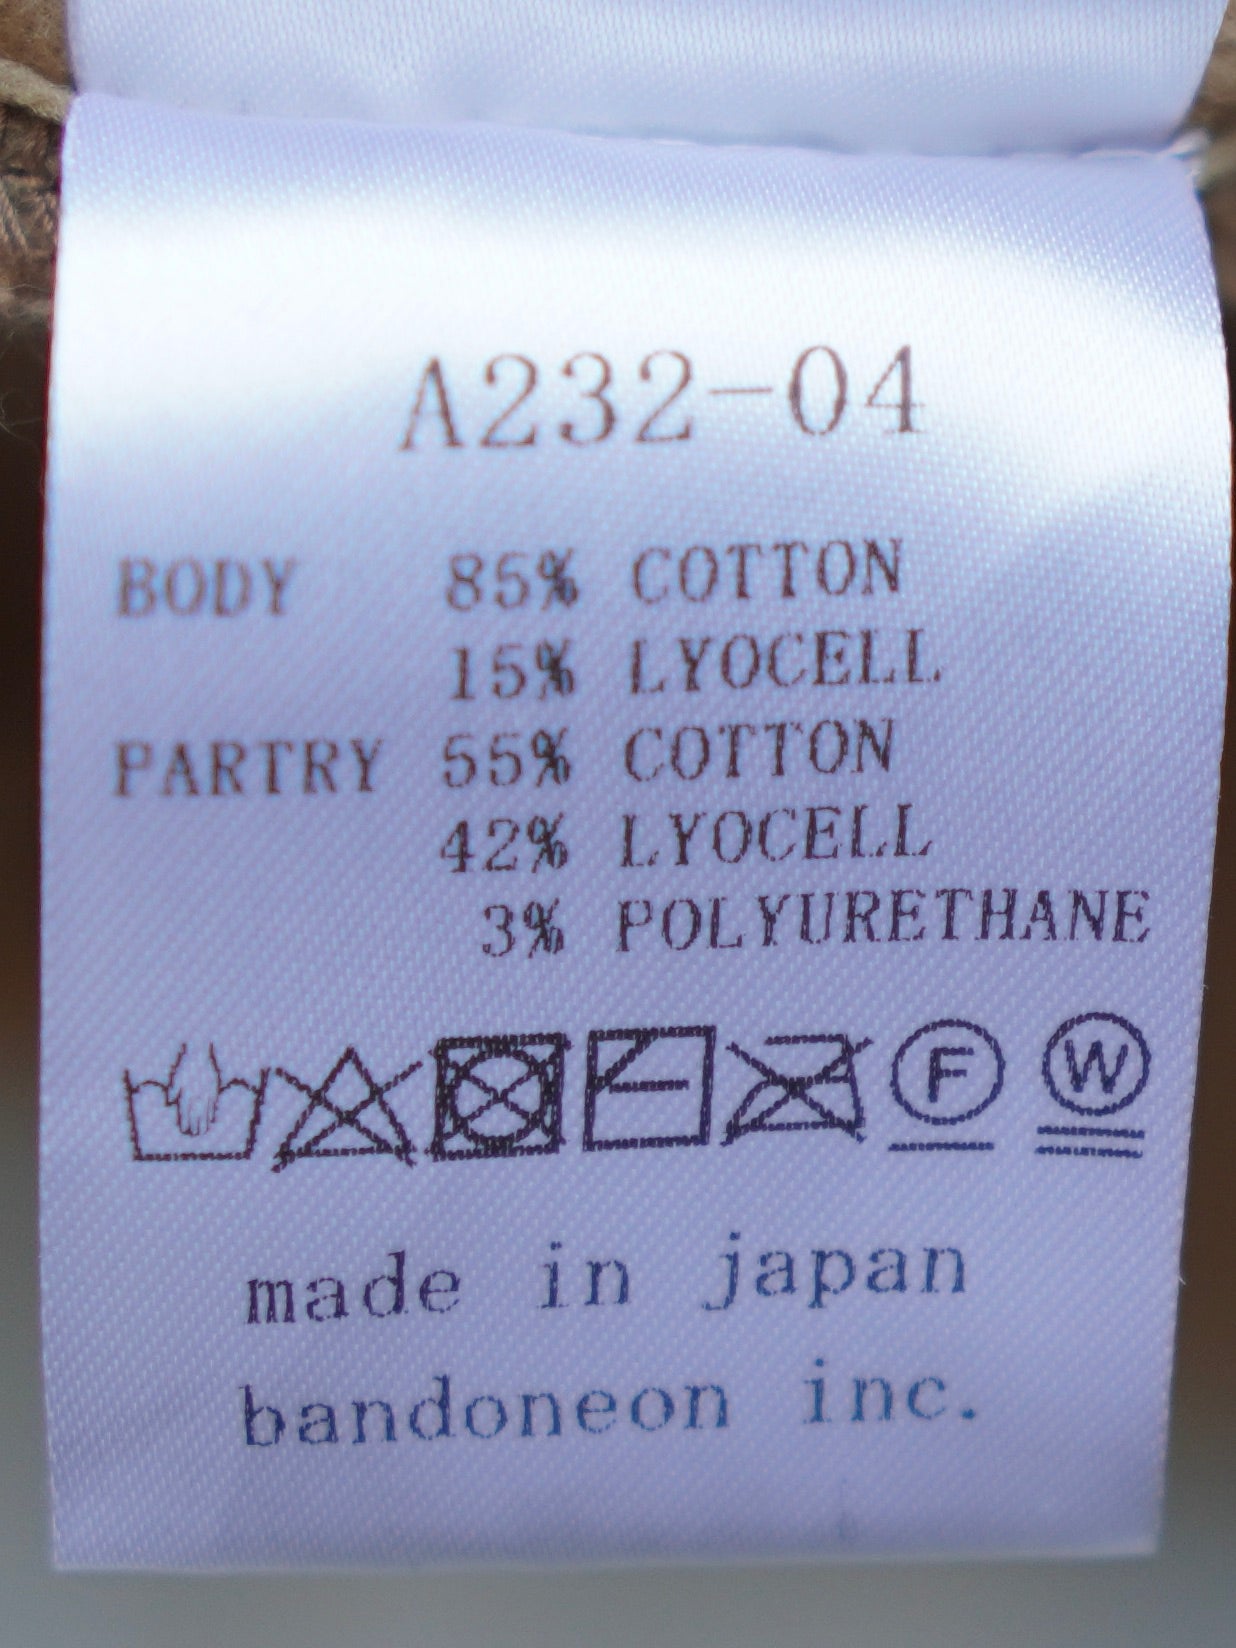 A232-04
BODY 85% COTTON
15% LYOCELL
PARTRY 55% COTTON
42% LYOCELL
3% POLYURETHANE
F W
made in japan
bandoneon inc.